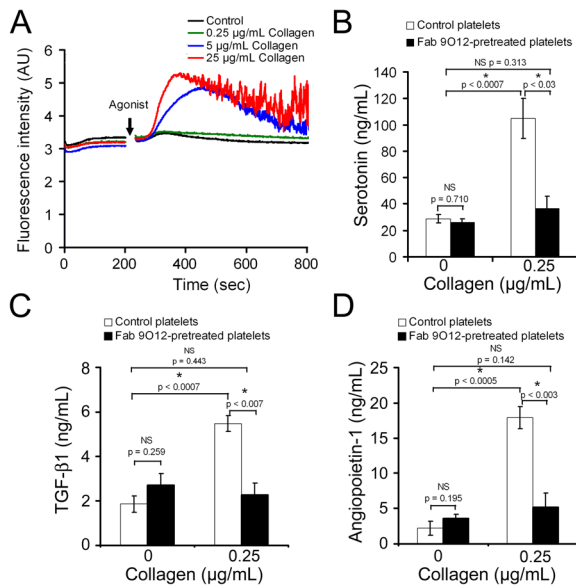 A
Control
0.25 µg/mL Collagen
5 µg/mL Collagen
25 µg/mL Collagen
Agonist
Fluorescence intensity (AU)
6
5
4
3
2
1
0
0 200 400 600 800
Time (sec)
B
Control platelets
Fab 9O12-pretreated platelets
NS p = 0.313
* *
p < 0.0007 p < 0.03
NS
p = 0.710
Serotonin (ng/mL)
140
120
100
80
60
40
20
0
0 0.25
Collagen (µg/mL)
C
Control platelets
Fab 9O12-pretreated platelets
NS
p = 0.443
*
p < 0.0007
*
p < 0.007
NS
p = 0.259
TGF-β1 (ng/mL)
8
6
4
2
0
0 0.25
Collagen (µg/mL)
D
Control platelets
Fab 9O12-pretreated platelets
NS
p = 0.142
*
p < 0.0005
*
p < 0.003
NS
p = 0.195
Angiopoietin-1 (ng/mL)
25
20
15
10
5
0
0 0.25
Collagen (µg/mL)